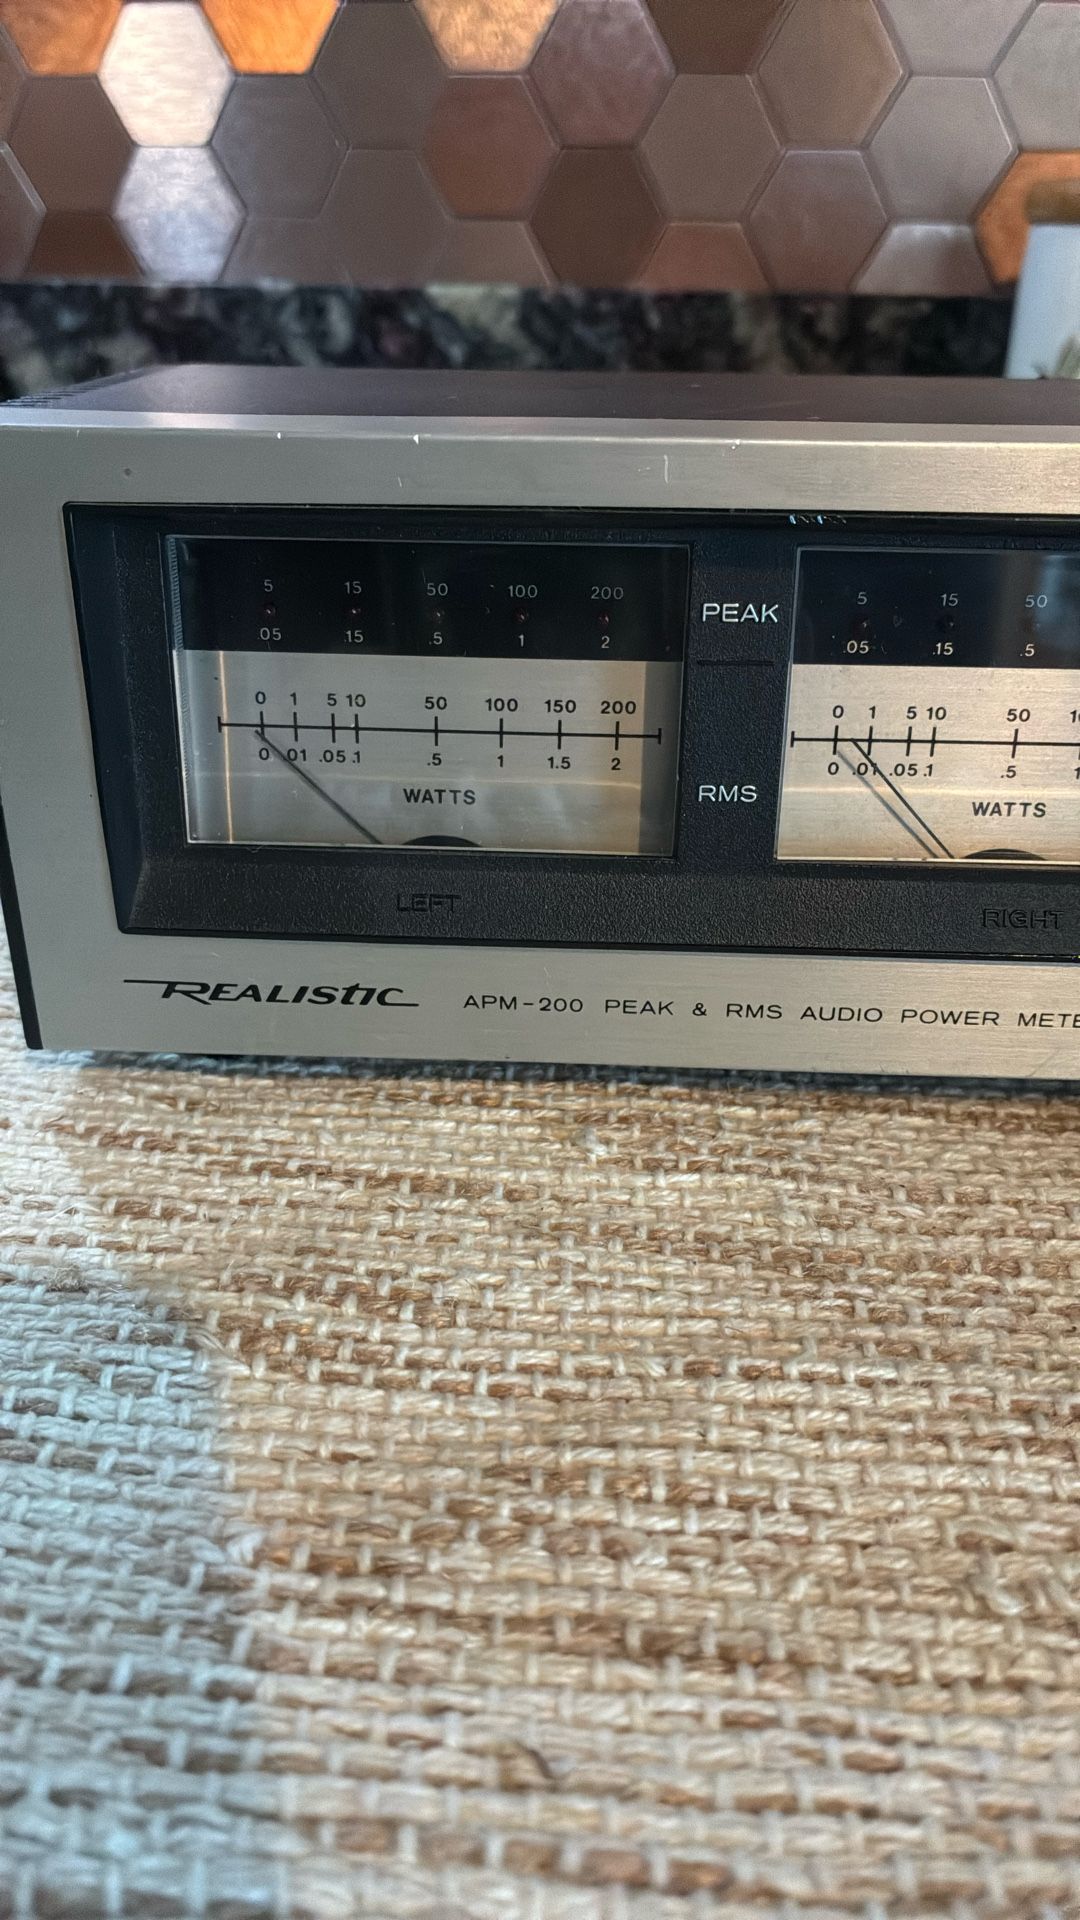 5 15 50 100 200
.05 .15 .5 1 2
0 1 5 10 50 100 150 200
0 .01 .05 .1 .5 1 1.5 2
WATTS
LEFT
PEAK
RMS
5 15 50
.05 .15 .5
0 1 5 10 50
0 .01 .05 .1 .5
WATTS
RIGHT
REALISTIC
APM-200 PEAK & RMS AUDIO POWER METE